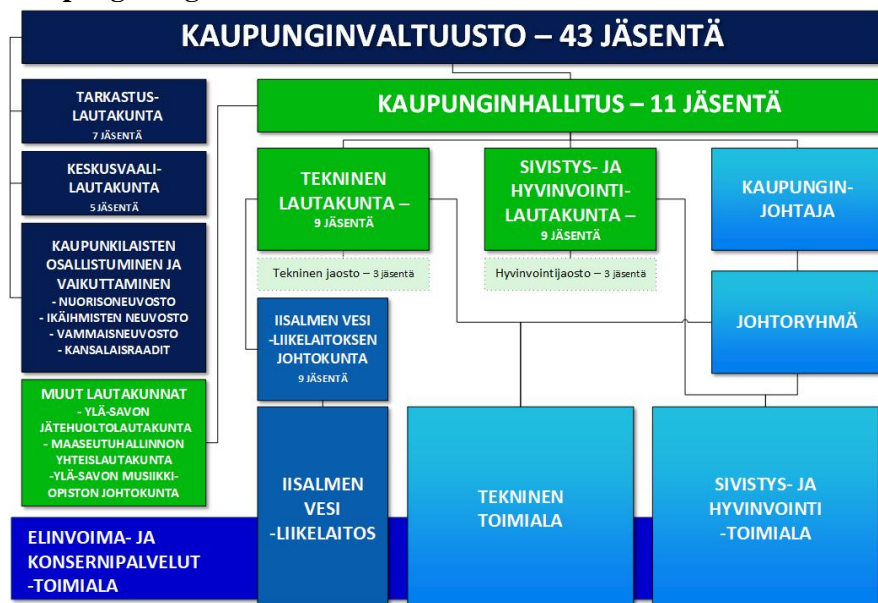 KAUPUNGINVALTUUSTO – 43 JÄSENTÄ
TARKASTUS-
LAUTAKUNTA
7 JÄSENTÄ
KESKUSVAALI-
LAUTAKUNTA
5 JÄSENTÄ
KAUPUNKILAISTEN
OSALLISTUMINEN JA
VAIKUTTAMINEN
- NUORISONEUVOSTO
- IKÄIHMISTEN NEUVOSTO
- VAMMAISNEUVOSTO
- KANSALAISRAADIT
MUUT LAUTAKUNNAT
- YLÄ-SAVON
JÄTEHUOLTOLAUTAKUNTA
- MAASEUTUHALLINNON
YHTEISLAUTAKUNTA
-YLÄ-SAVON MUSIIKKI-
OPISTON JOHTOKUNTA
KAUPUNGINHALLITUS – 11 JÄSENTÄ
TEKNINEN
LAUTAKUNTA –
9 JÄSENTÄ
Tekninen jaosto – 3 jäsentä
SIVISTYS- JA
HYVINVOINTI-
LAUTAKUNTA –
9 JÄSENTÄ
Hyvinvointijaosto – 3 jäsentä
KAUPUNGIN-
JOHTAJA
JOHTORYHMÄ
IISALMEN VESI
-LIIKELAITOKSEN
JOHTOKUNTA
9 JÄSENTÄ
IISALMEN
VESI
-LIIKELAITOS
TEKNINEN
TOIMIALA
SIVISTYS- JA
HYVINVOINTI
-TOIMIALA
ELINVOIMA- JA
KONSERNIPALVELUT
-TOIMIALA